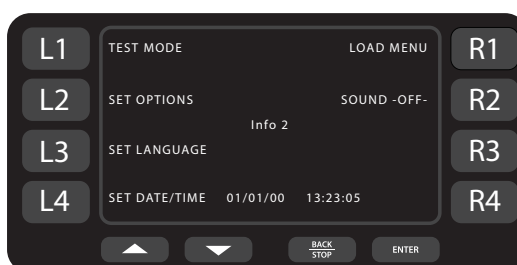 L1 TEST MODE LOAD MENU R1
L2 SET OPTIONS SOUND -OFF- R2
Info 2
L3 SET LANGUAGE R3
L4 SET DATE/TIME 01/01/00 13:23:05 R4
BACK ENTER
STOP